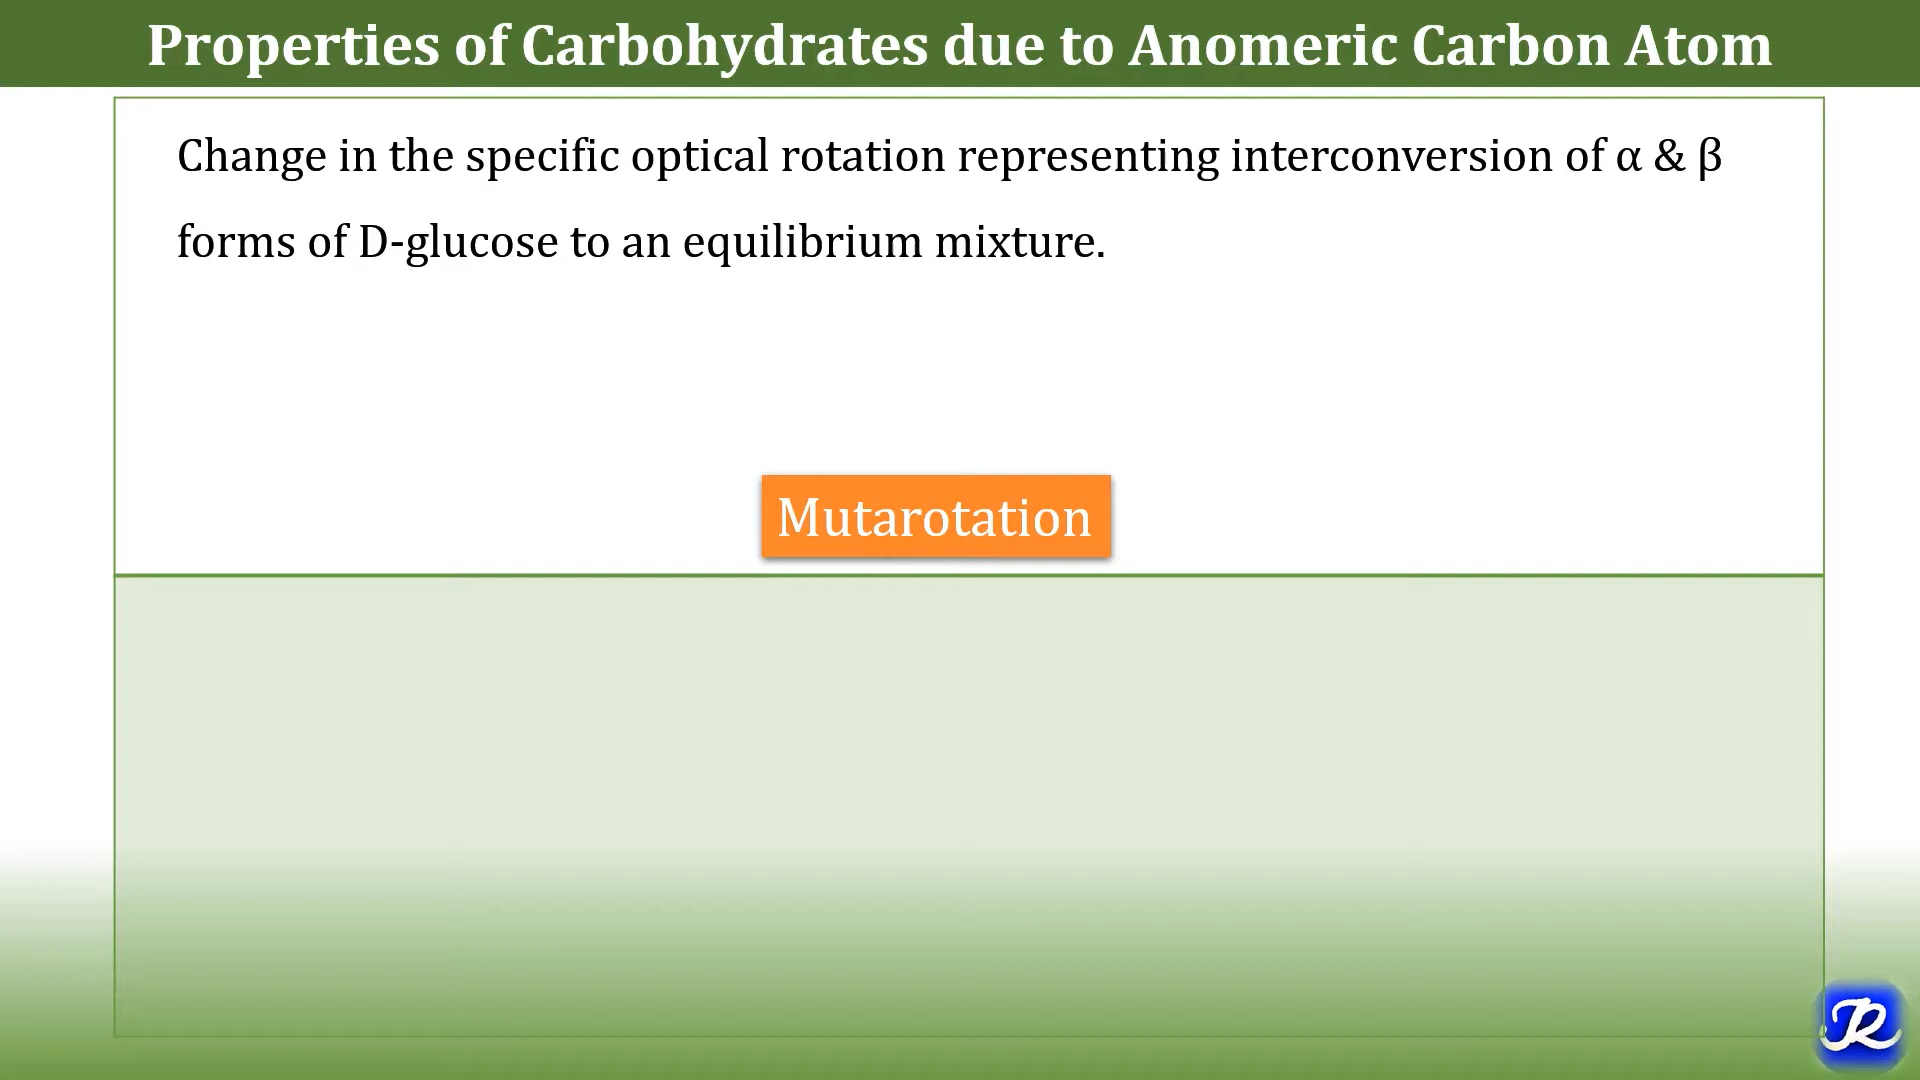 Properties of Carbohydrates due to Anomeric Carbon Atom
Change in the specific optical rotation representing interconversion of α & β
forms of D-glucose to an equilibrium mixture.
Mutarotation
R